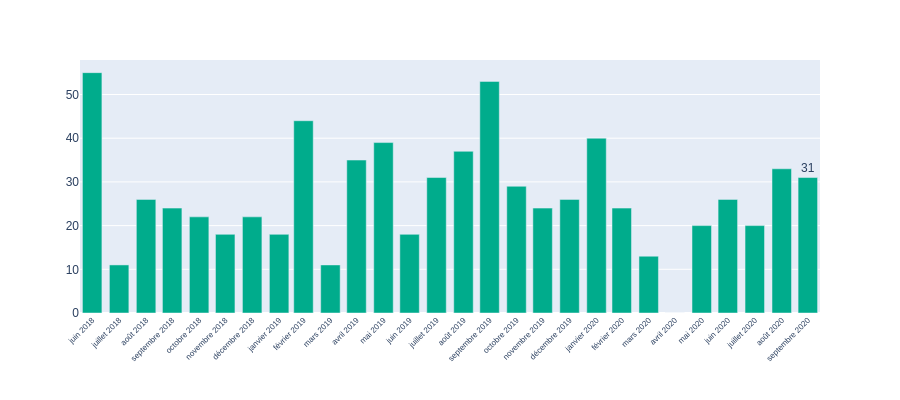 50
40
30
20
10
0
31
juin 2018
juillet 2018
août 2018
septembre 2018
octobre 2018
novembre 2018
décembre 2018
janvier 2019
février 2019
mars 2019
avril 2019
mai 2019
juin 2019
juillet 2019
août 2019
septembre 2019
octobre 2019
novembre 2019
décembre 2019
janvier 2020
février 2020
mars 2020
avril 2020
mai 2020
juin 2020
juillet 2020
août 2020
septembre 2020